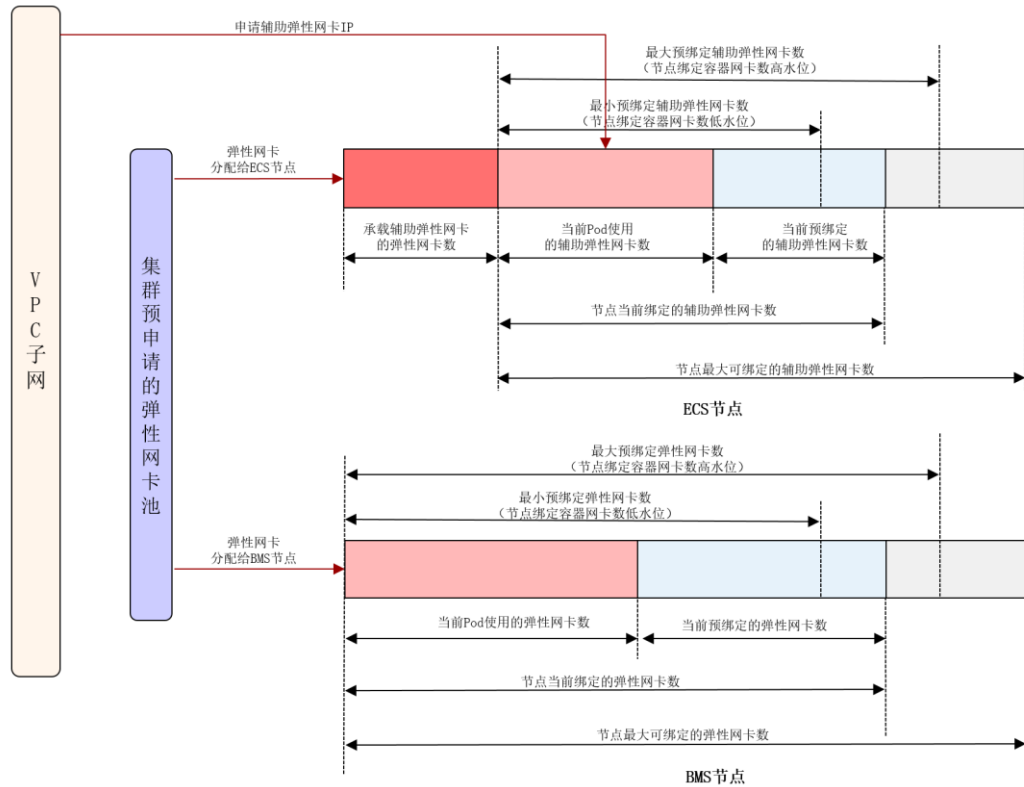 申请辅助弹性网卡IP
最大预绑定辅助弹性网卡数
（节点绑定容器网卡数高水位）
最小预绑定辅助弹性网卡数
（节点绑定容器网卡数低水位）
弹性网卡
分配给ECS节点
承载辅助弹性网卡
的弹性网卡数
当前Pod使用
的辅助弹性网卡数
当前预绑定
的辅助弹性网卡数
节点当前绑定的辅助弹性网卡数
节点最大可绑定的辅助弹性网卡数
ECS节点
VPC子网
集群预申请的弹性网卡池
最大预绑定弹性网卡数
（节点绑定容器网卡数高水位）
最小预绑定弹性网卡数
（节点绑定容器网卡数低水位）
弹性网卡
分配给BMS节点
当前Pod使用的弹性网卡数
当前预绑定的弹性网卡数
节点当前绑定的弹性网卡数
节点最大可绑定的弹性网卡数
BMS节点